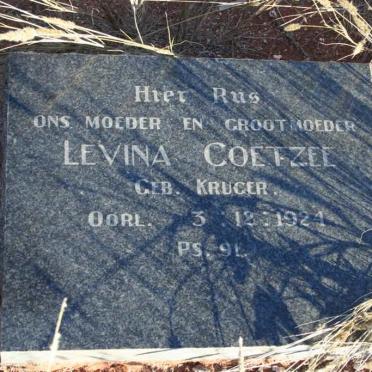 Hier Rus
ONS MOEDER EN GROOTMOEDER
LEVINA COETZEE
GEB. KRUGER.
OORL. 3 : 12 : 1924
PS. 91.